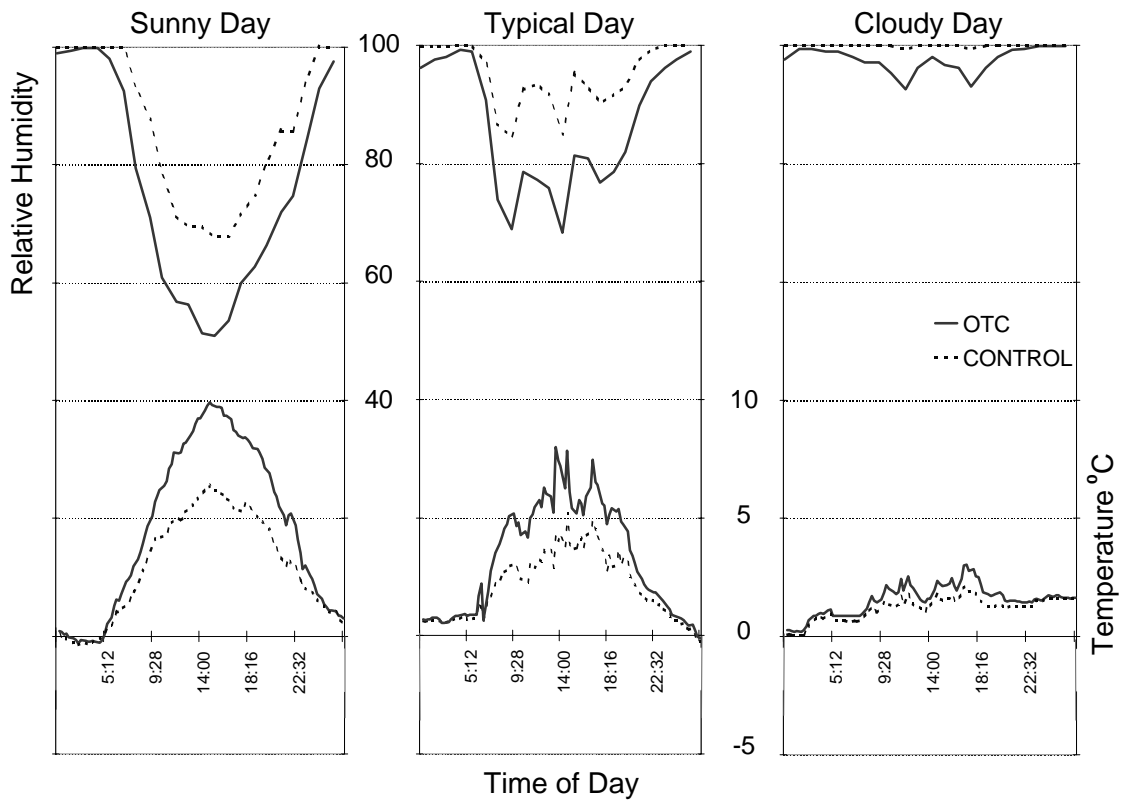 Sunny Day
Typical Day
Cloudy Day
Relative Humidity
100
80
60
40
OTC
CONTROL
10
5
0
-5
Temperature °C
5:12
9:28
14:00
18:16
22:32
5:12
9:28
14:00
18:16
22:32
5:12
9:28
14:00
18:16
22:32
Time of Day